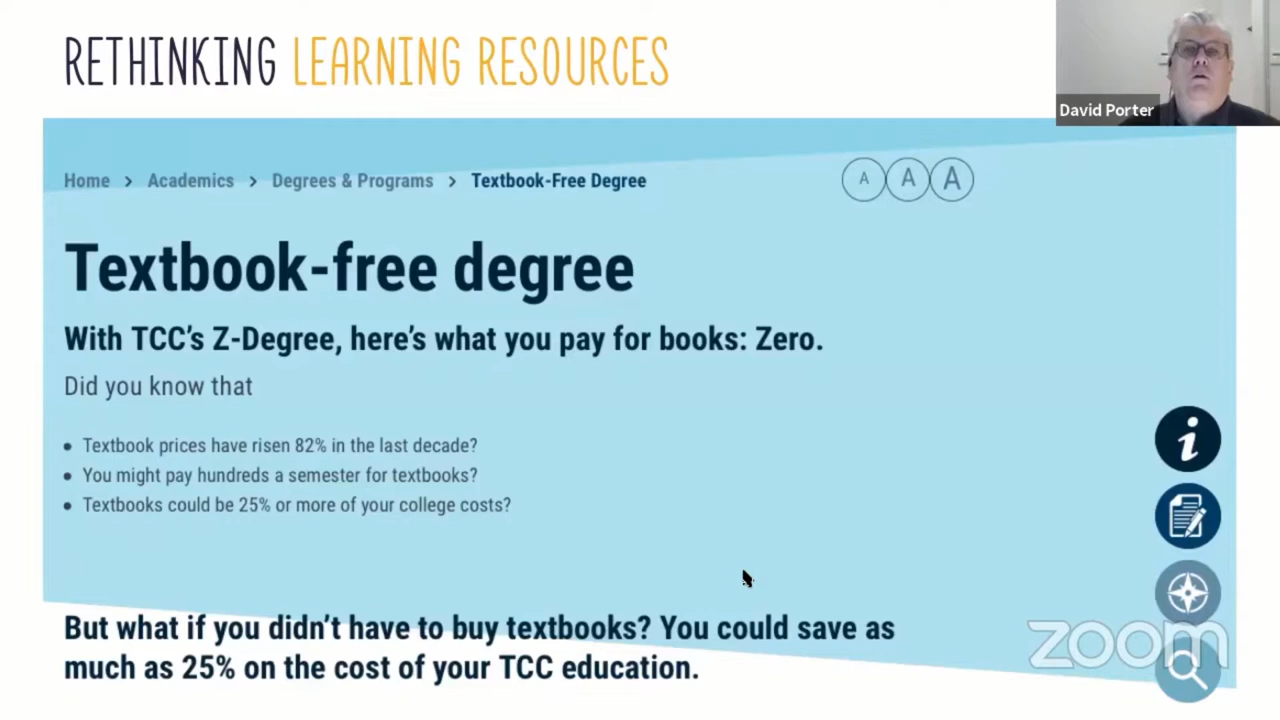 RETHINKING LEARNING RESOURCES
David Porter
Home > Academics > Degrees & Programs > Textbook-Free Degree
A A A
Textbook-free degree
With TCC's Z-Degree, here's what you pay for books: Zero.
Did you know that
• Textbook prices have risen 82% in the last decade?
• You might pay hundreds a semester for textbooks?
• Textbooks could be 25% or more of your college costs?
i
But what if you didn't have to buy textbooks? You could save as
much as 25% on the cost of your TCC education.
zoom